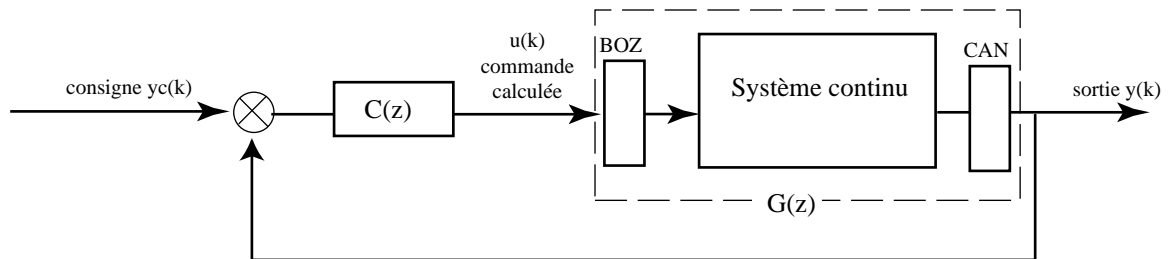 consigne yc(k)
C(z)
u(k)
commande
calculée
BOZ
Système continu
CAN
sortie y(k)
G(z)